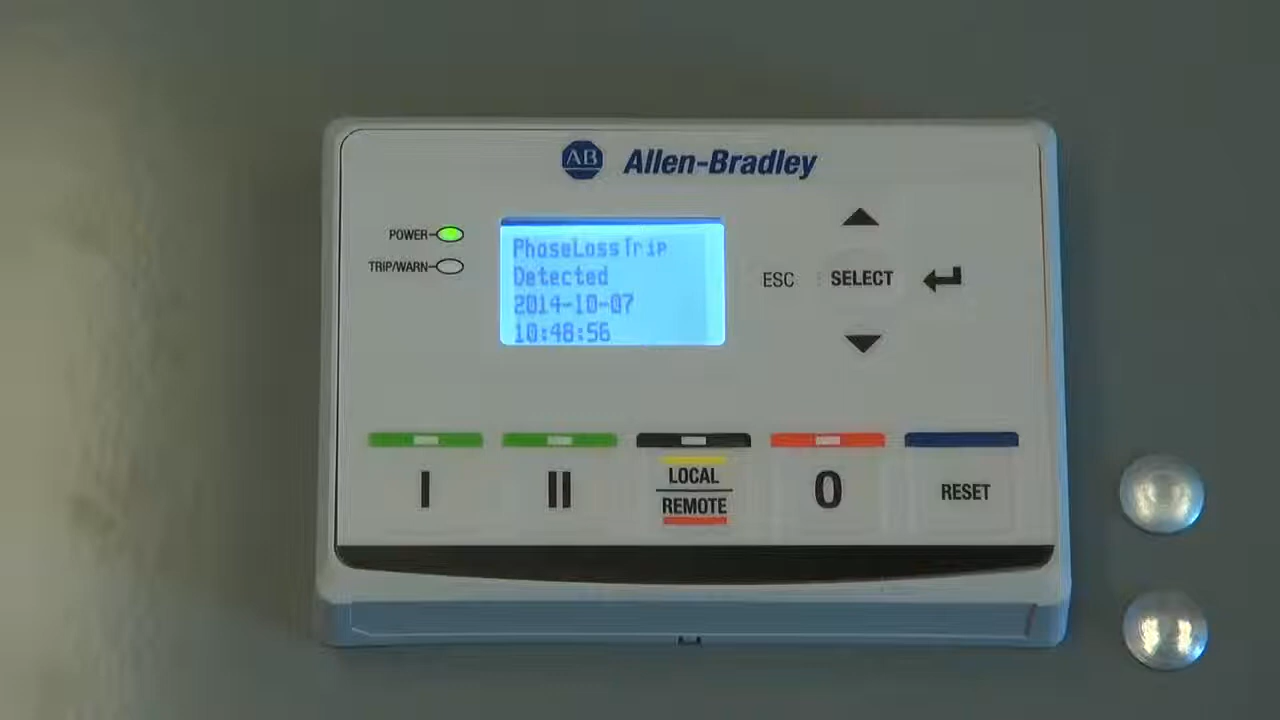 AB Allen-Bradley
POWER
TRIP/WARN
PhaseLossTrip
Detected
2014-10-07
10:48:56
ESC
SELECT
I
II
LOCAL
REMOTE
0
RESET